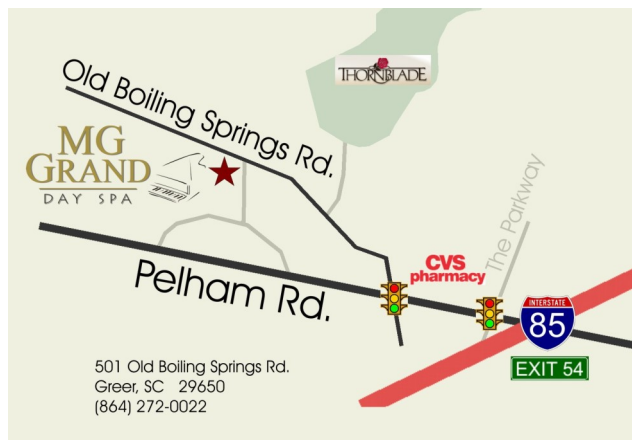 THORNBLADE
Old Boiling Springs Rd.
MG
GRAND
DAY SPA
The Parkway
CVS
pharmacy
Pelham Rd.
INTERSTATE
85
EXIT 54
501 Old Boiling Springs Rd.
Greer, SC 29650
(864) 272-0022